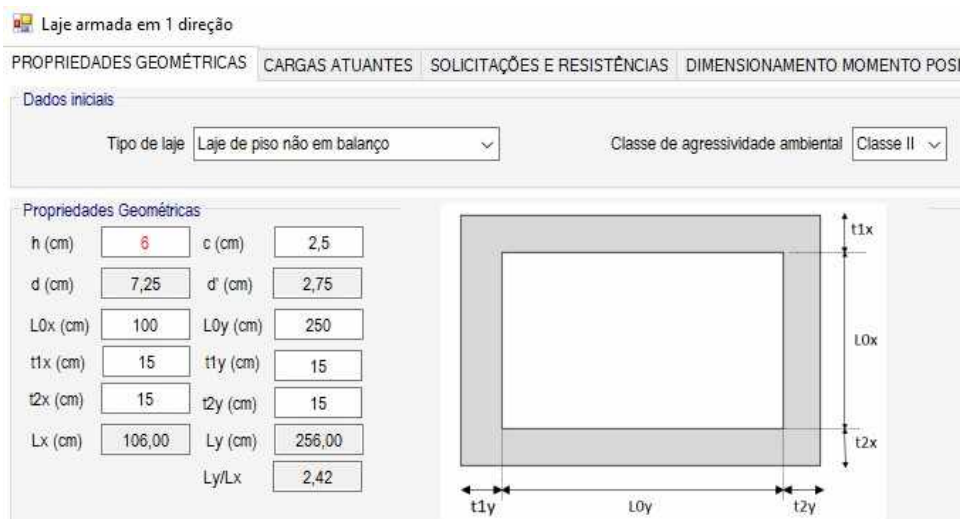 Laje armada em 1 direção
PROPRIEDADES GEOMÉTRICAS CARGAS ATUANTES SOLICITAÇÕES E RESISTÊNCIAS DIMENSIONAMENTO MOMENTO POSI
Dados iniciais
Tipo de laje Laje de piso não em balanço Classe de agressividade ambiental Classe II
Propriedades Geométricas
h (cm) 6 c (cm) 2,5
d (cm) 7,25 d' (cm) 2,75
L0x (cm) 100 L0y (cm) 250
t1x (cm) 15 t1y (cm) 15
t2x (cm) 15 t2y (cm) 15
Lx (cm) 106,00 Ly (cm) 256,00
Ly/Lx 2,42
t1x
L0x
t2x
t1y L0y t2y